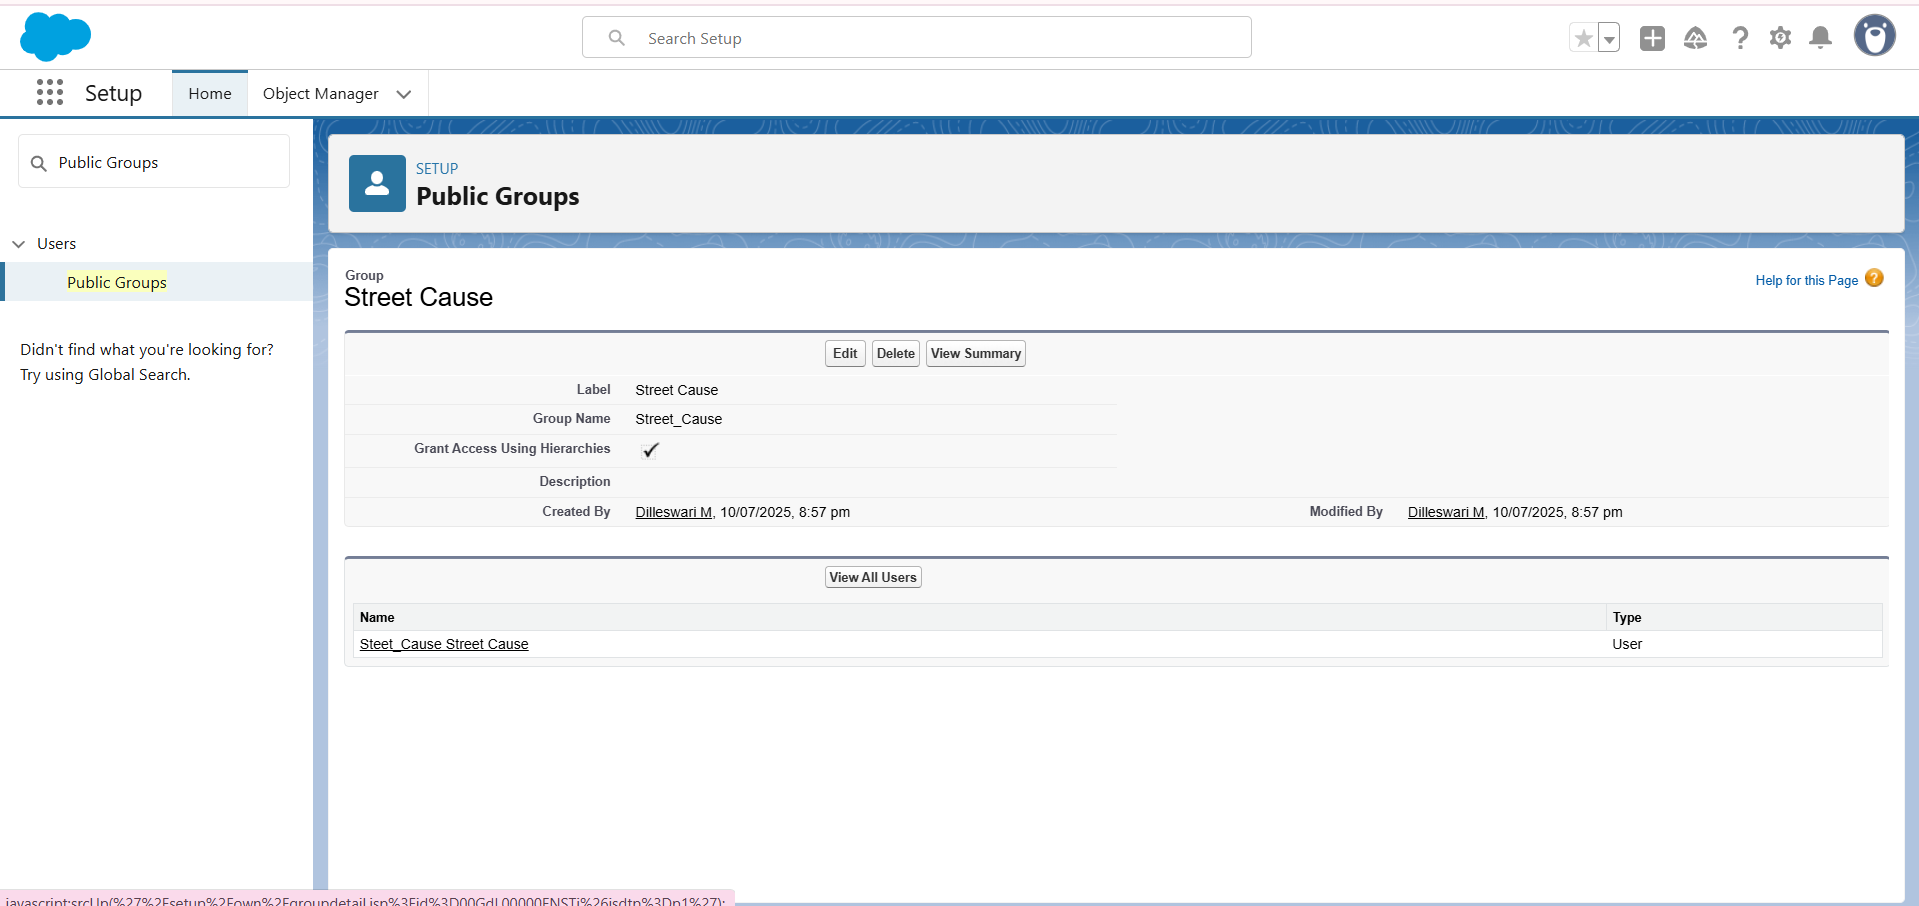 Search Setup
Setup
Home
Object Manager
Public Groups
Users
Public Groups
Didn't find what you're looking for?
Try using Global Search.
SETUP
Public Groups
Group
Street Cause
Help for this Page ?
Edit Delete View Summary
Label Street Cause
Group Name Street_Cause
Grant Access Using Hierarchies
Description
Created By Dilleswari M, 10/07/2025, 8:57 pm Modified By Dilleswari M, 10/07/2025, 8:57 pm
View All Users
Name Type
Steet_Cause Street Cause User